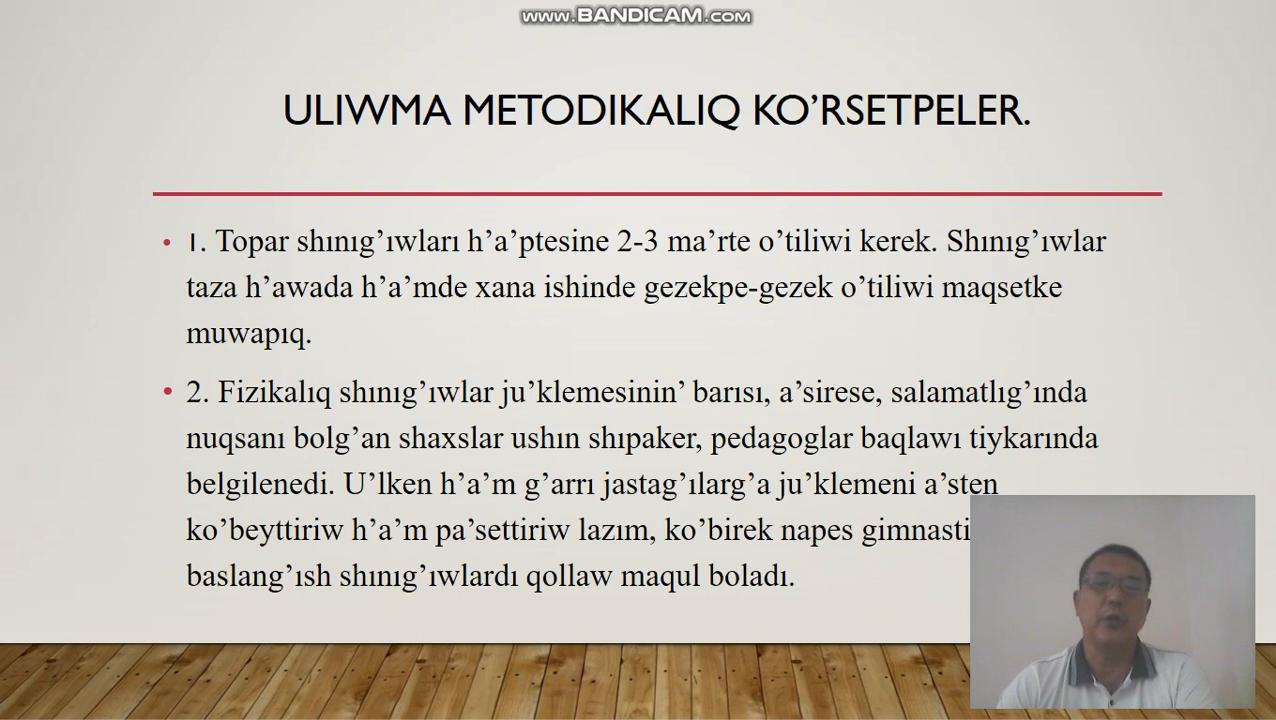 www.BANDICAM.com
ULIWMA METODIKALIQ KO’RSETPELER.
• 1. Topar shınıg’ıwları h’a’ptesine 2-3 ma’rte o’tiliwi kerek. Shınıg’ıwlar
taza h’awada h’a’mde xana ishinde gezekpe-gezek o’tiliwi maqsetke
muwapıq.
• 2. Fizikalıq shınıg’ıwlar ju’klemesinin’ barısı, a’sirese, salamatlıg’ında
nuqsanı bolg’an shaxslar ushın shıpaker, pedagoglar baqlawı tiykarında
belgilenedi. U’lken h’a’m g’arrı jastag’ılarg’a ju’klemeni a’sten
ko’beyttiriw h’a’m pa’settiriw lazım, ko’birek napes
baslang’ısh shınıg’ıwlardı qollaw maqul boladı.